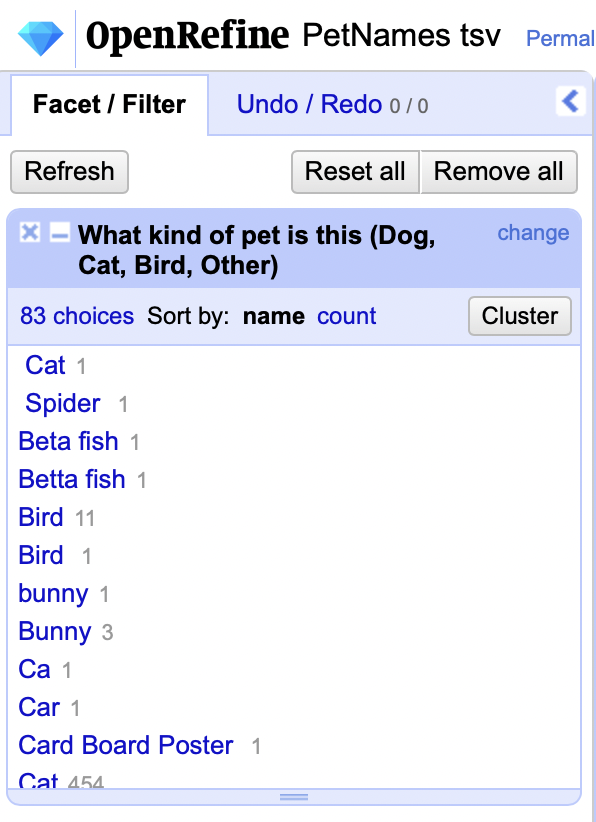 OpenRefine PetNames tsv Permal
Facet / Filter Undo / Redo 0 / 0
Refresh Reset all Remove all
What kind of pet is this (Dog, change
Cat, Bird, Other)
83 choices Sort by: name count Cluster
Cat 1
Spider 1
Beta fish 1
Betta fish 1
Bird 11
Bird 1
bunny 1
Bunny 3
Ca 1
Car 1
Card Board Poster 1
Cat 454